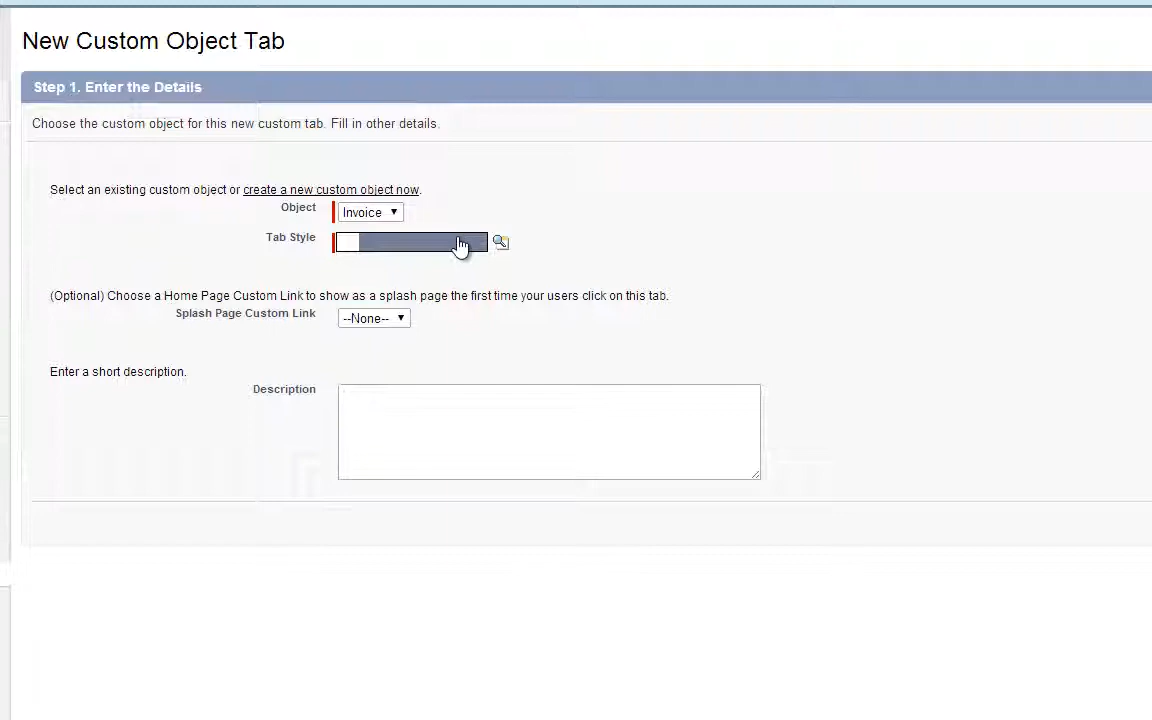 New Custom Object Tab
Step 1. Enter the Details
Choose the custom object for this new custom tab. Fill in other details.
Select an existing custom object or create a new custom object now.
Object Invoice
Tab Style
(Optional) Choose a Home Page Custom Link to show as a splash page the first time your users click on this tab.
Splash Page Custom Link --None--
Enter a short description.
Description